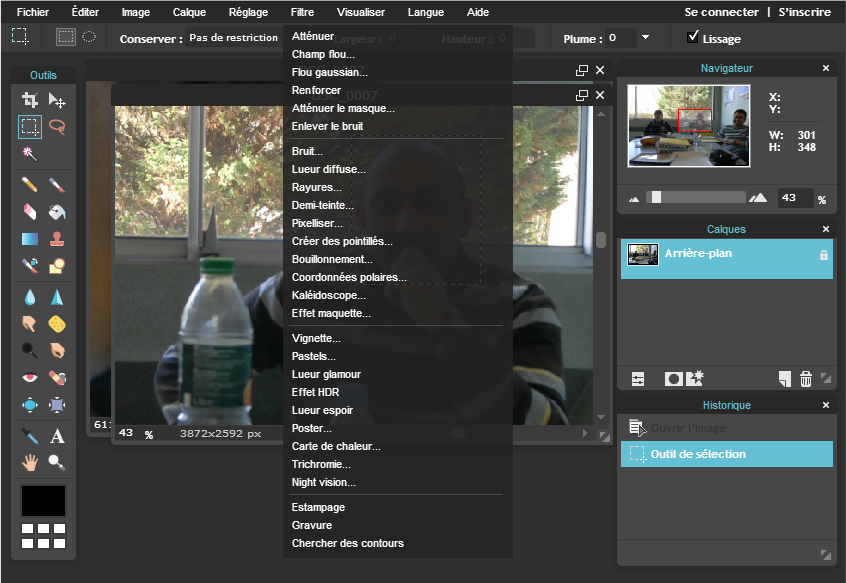 Fichier Éditer Image Calque Réglage Filtre Visualiser Langue Aide Se connecter | S'inscrire
Conserver : Pas de restriction Largeur : 0 Hauteur : 0 Plume : 0 Lissage
Outils
DSC_0007
Atténuer
Champ flou...
Flou gaussian...
Renforcer
Atténuer le masque...
Enlever le bruit
Bruit...
Lueur diffuse...
Rayures...
Demi-teinte...
Pixelliser...
Créer des pointillés...
Bouillonnement...
Coordonnées polaires...
Kaléidoscope...
Effet maquette...
Vignette...
Pastels...
Lueur glamour
Effet HDR
Lueur espoir
Poster...
Carte de chaleur...
Trichromie...
Night vision...
Estampage
Gravure
Chercher des contours
61
43 % 3872x2592 px
Navigateur
X:
Y:
W: 301
H: 348
43 %
Calques
Arrière-plan
Historique
Ouvrir l'image
Outil de sélection